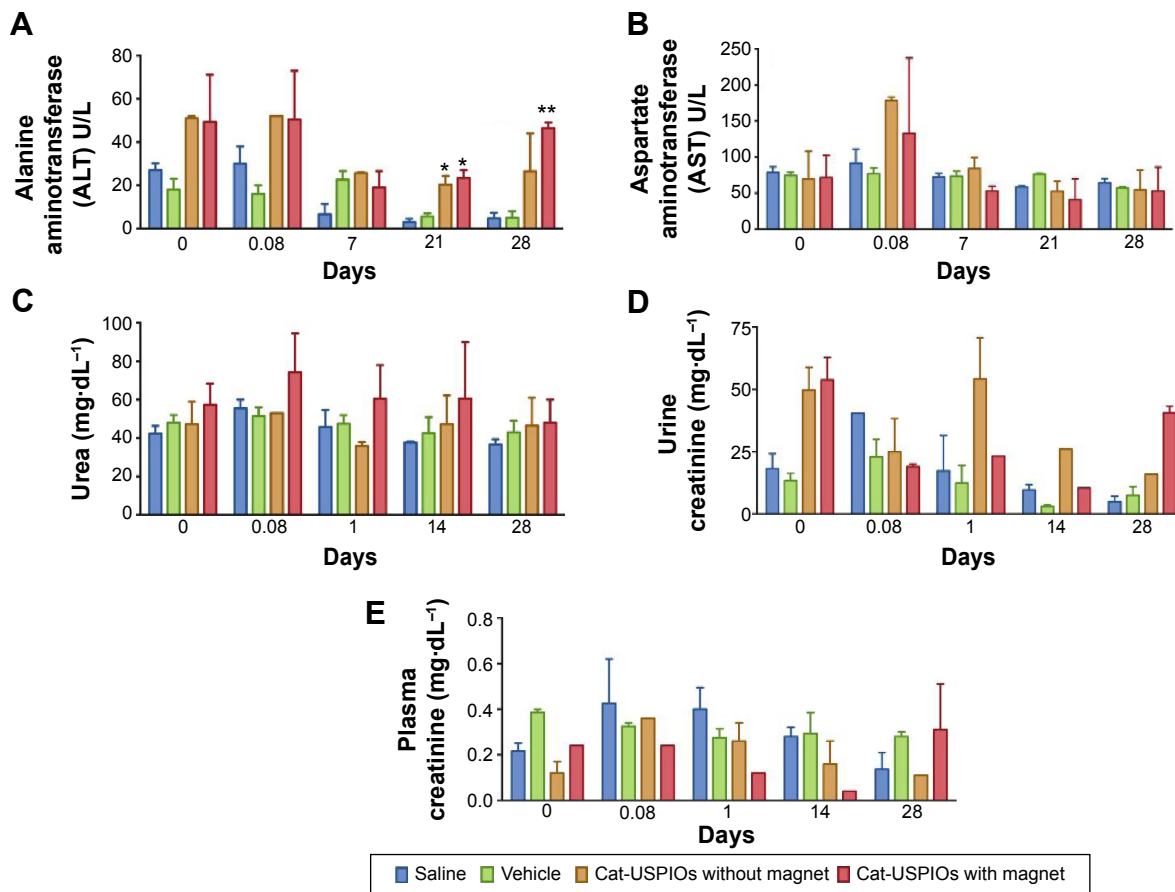 A
Alanine
aminotransferase
(ALT) U/L
80
60
40
20
0
* * **
0 0.08 7 21 28
Days
B
Aspartate
aminotransferase
(AST) U/L
250
200
150
100
50
0
0 0.08 7 21 28
Days
C
Urea (mg·dL⁻¹)
100
80
60
40
20
0
0 0.08 1 14 28
Days
D
Urine
creatinine (mg·dL⁻¹)
75
50
25
0
0 0.08 1 14 28
Days
E
Plasma
creatinine (mg·dL⁻¹)
0.8
0.6
0.4
0.2
0.0
0 0.08 1 14 28
Days
Saline Vehicle Cat-USPIOs without magnet Cat-USPIOs with magnet